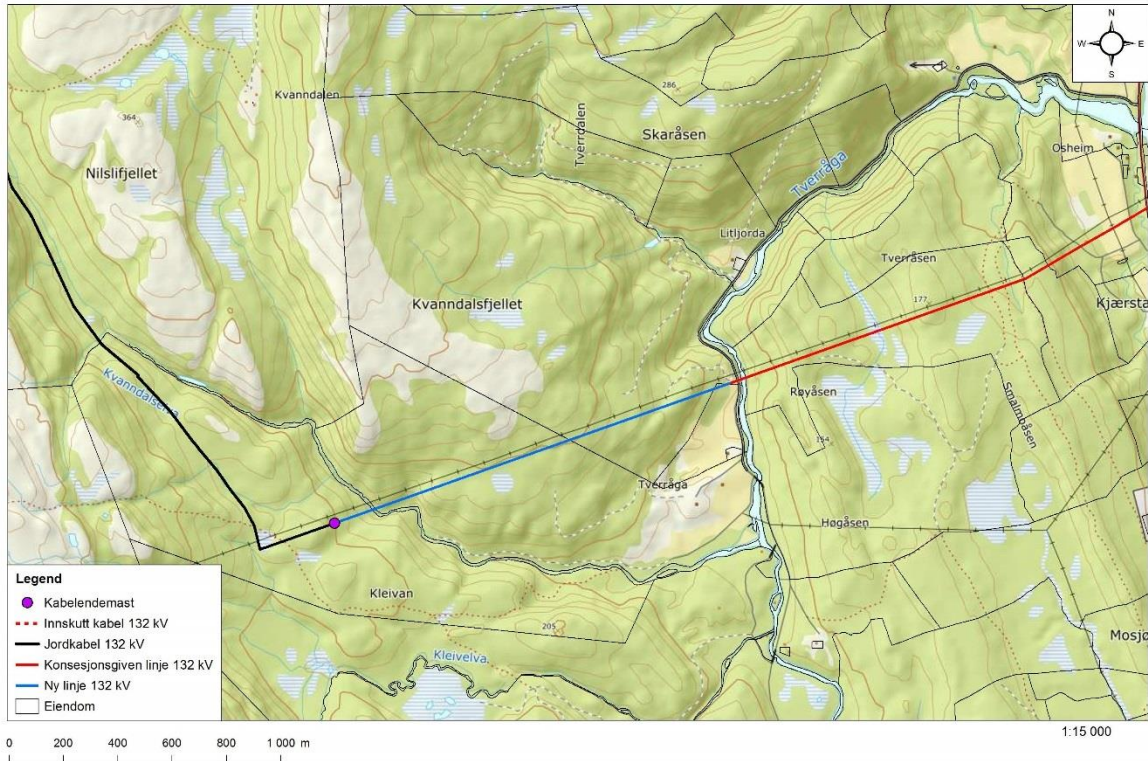 N
W E
S
286
Kvanndalen
Skaråsen
Tverrdalen
364
Nilslifjellet
Osheim
Tverråga
Litljorda
Tverråsen
177
Kvanndalsfjellet
Kjærsta
Kvanndalselva
Røyåsen
Smalmbåsen
154
Tverråga
Høgåsen
Legend
Kabelendemast
Innskutt kabel 132 kV
Jordkabel 132 kV
Konsesjonsgiven linje 132 kV
Ny linje 132 kV
Eiendom
Kleivan
205
Kleivelva
Mosjø
1:15 000
0 200 400 600 800 1 000 m